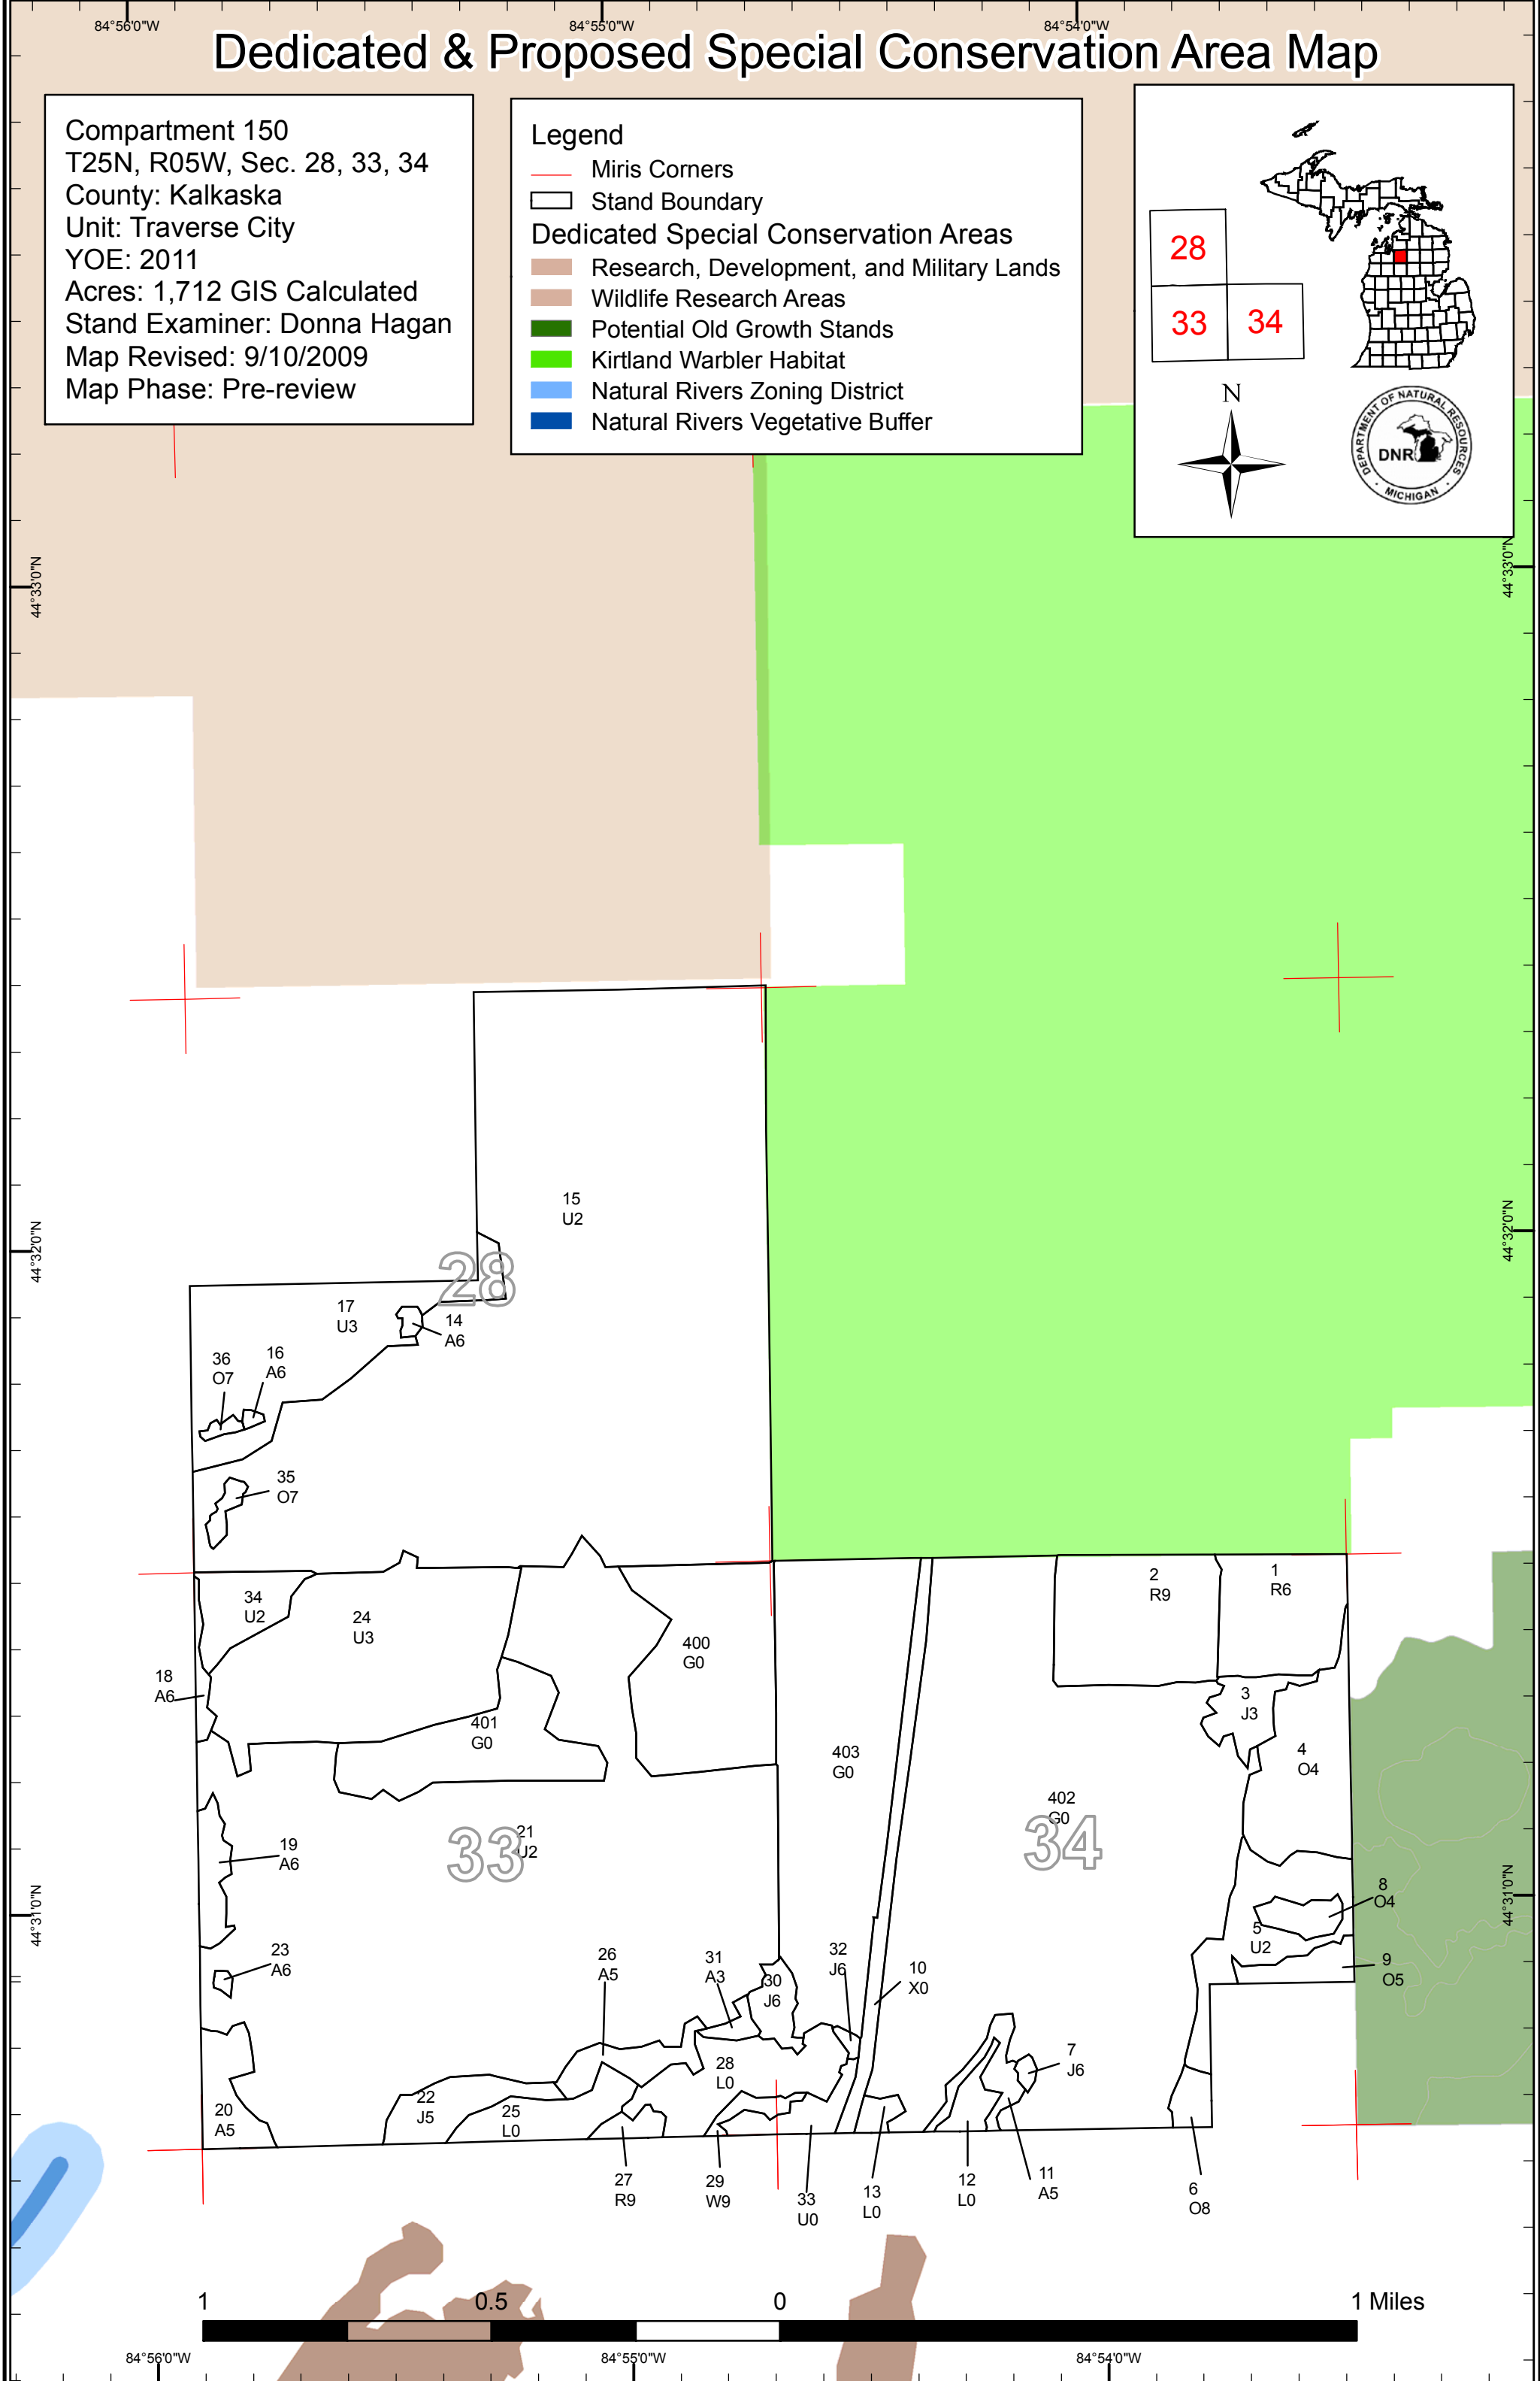 84°56'0"W
84°55'0"W
84°54'0"W
Dedicated & Proposed Special Conservation Area Map
Compartment 150
T25N, R05W, Sec. 28, 33, 34
County: Kalkaska
Unit: Traverse City
YOE: 2011
Acres: 1,712 GIS Calculated
Stand Examiner: Donna Hagan
Map Revised: 9/10/2009
Map Phase: Pre-review
Legend
Miris Corners
Stand Boundary
Dedicated Special Conservation Areas
Research, Development, and Military Lands
Wildlife Research Areas
Potential Old Growth Stands
Kirtland Warbler Habitat
Natural Rivers Zoning District
Natural Rivers Vegetative Buffer
28
33
34
N
DEPARTMENT OF NATURAL RESOURCES
DNR
MICHIGAN
44°33'0"N
44°33'0"N
15
U2
44°32'0"N
44°32'0"N
28
17
U3
14
A6
36
O7
16
A6
35
O7
34
U2
24
U3
400
G0
2
R9
1
R6
18
A6
401
G0
403
G0
3
J3
4
O4
402
G0
33
21
U2
34
19
A6
8
O4
44°31'0"N
44°31'0"N
5
U2
23
A6
26
A5
31
A3
30
J6
32
J6
10
X0
9
O5
28
L0
7
J6
20
A5
22
J5
25
L0
27
R9
29
W9
33
U0
13
L0
12
L0
11
A5
6
O8
1
0.5
0
1 Miles
84°56'0"W
84°55'0"W
84°54'0"W